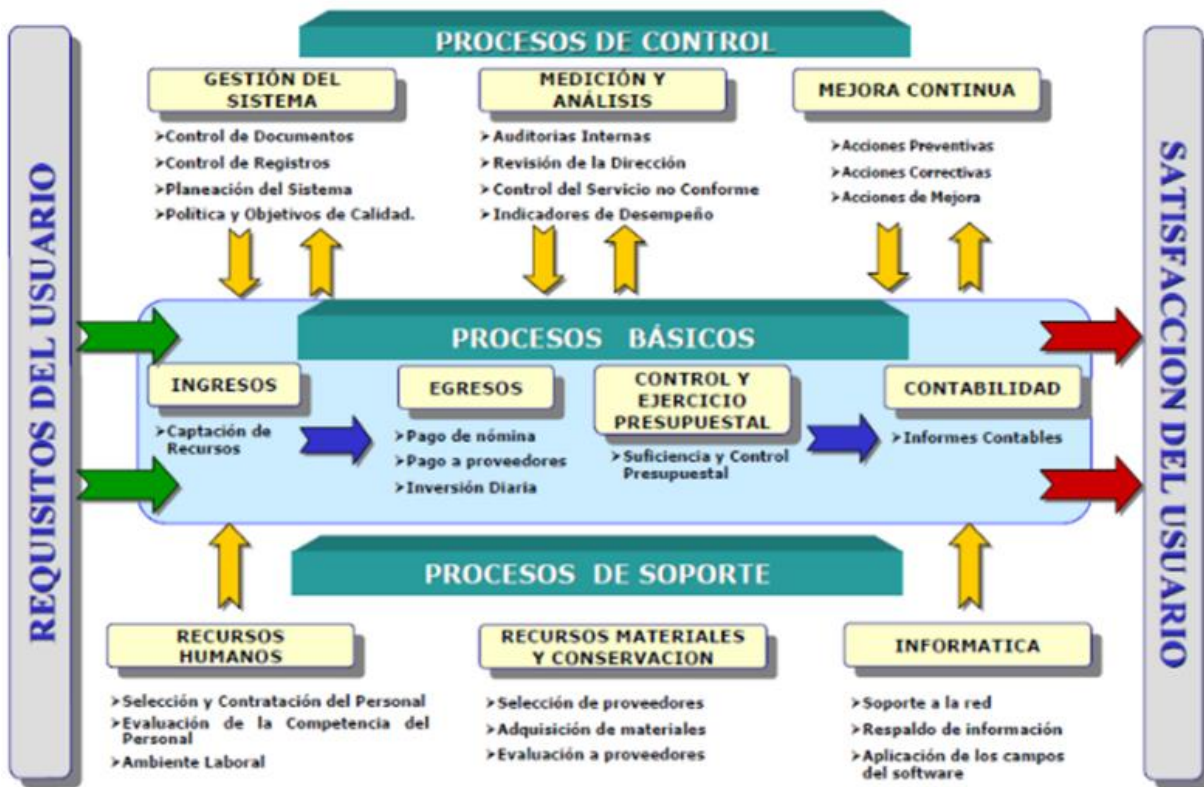 PROCESOS DE CONTROL
GESTIÓN DEL
SISTEMA
➢Control de Documentos
➢Control de Registros
➢Planeación del Sistema
➢Política y Objetivos de Calidad.
MEDICIÓN Y
ANÁLISIS
➢Auditorias Internas
➢Revisión de la Dirección
➢Control del Servicio no Conforme
➢Indicadores de Desempeño
MEJORA CONTINUA
➢Acciones Preventivas
➢Acciones Correctivas
➢Acciones de Mejora
REQUISITOS DEL USUARIO
PROCESOS BÁSICOS
INGRESOS
➢Captación de
Recursos
EGRESOS
➢Pago de nómina
➢Pago a proveedores
➢Inversión Diaria
CONTROL Y
EJERCICIO
PRESUPUESTAL
➢Suficiencia y Control
Presupuestal
CONTABILIDAD
➢Informes Contables
SATISFACCION DEL USUARIO
PROCESOS DE SOPORTE
RECURSOS
HUMANOS
➢Selección y Contratación del Personal
➢Evaluación de la Competencia del
Personal
➢Ambiente Laboral
RECURSOS MATERIALES
Y CONSERVACION
➢Selección de proveedores
➢Adquisición de materiales
➢Evaluación a proveedores
INFORMATICA
➢Soporte a la red
➢Respaldo de información
➢Aplicación de los campos
del software